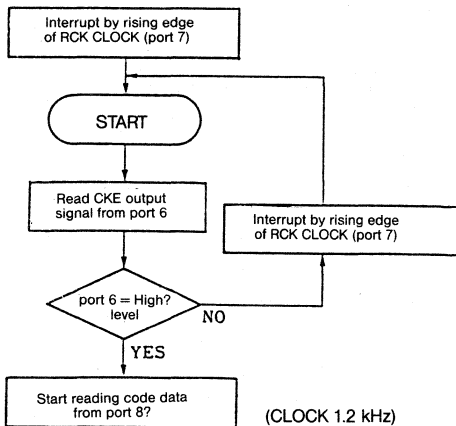 Interrupt by rising edge
of RCK CLOCK (port 7)
START
Read CKE output
signal from port 6
Interrupt by rising edge
of RCK CLOCK (port 7)
port 6 = High?
level
NO
YES
Start reading code data
from port 8?
(CLOCK 1.2 kHz)